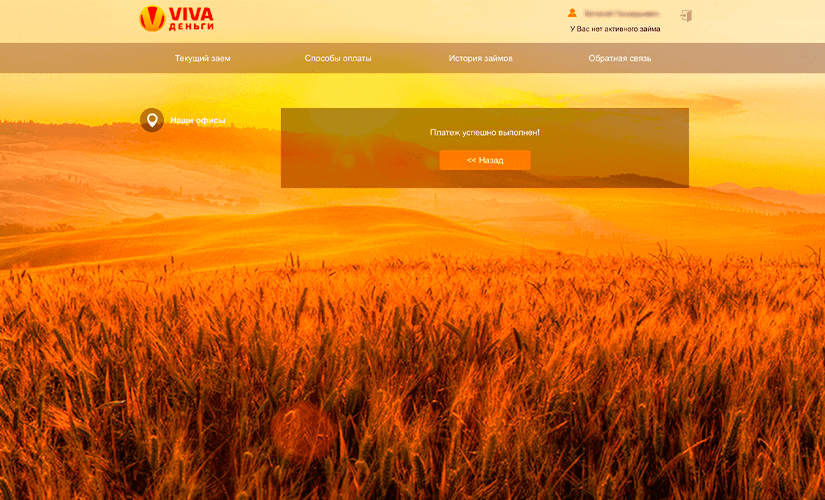 VIVA
ДЕНЬГИ
У Вас нет активного займа
Текущий заем
Способы оплаты
История займов
Обратная связь
Наши офисы
Платеж успешно выполнен!
<< Назад